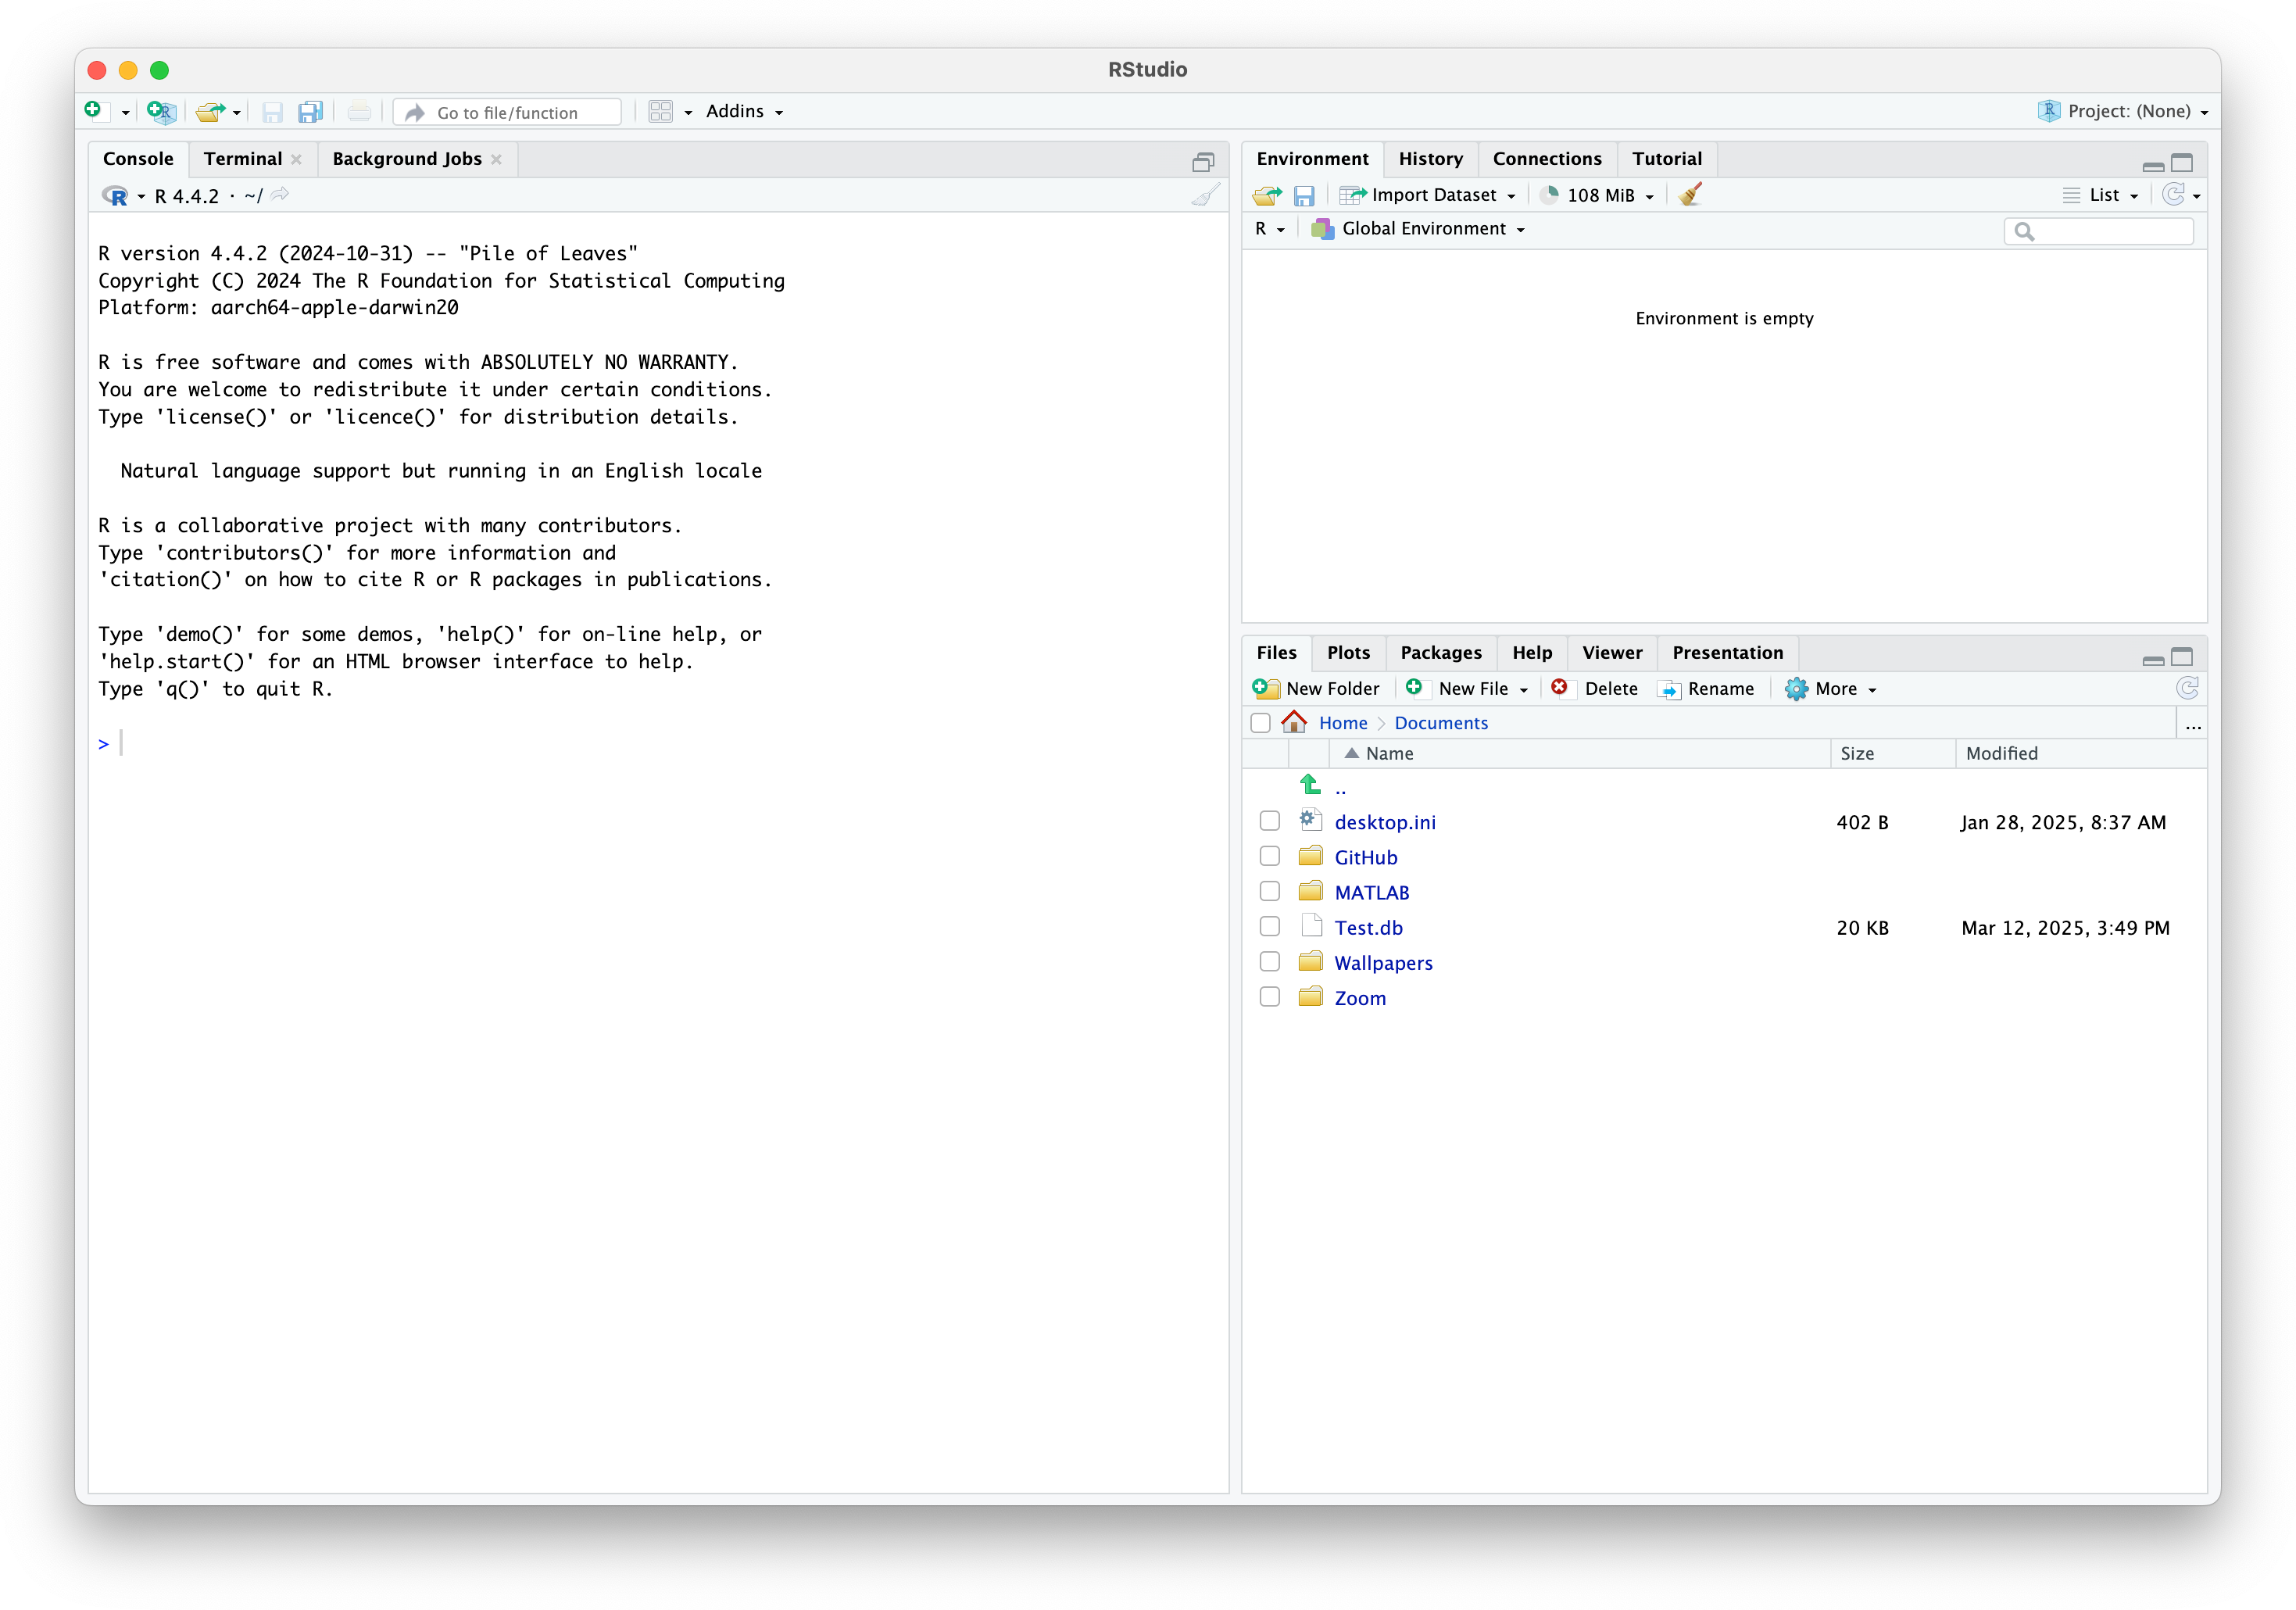 RStudio
Go to file/function
Addins
Project: (None)
Console Terminal Background Jobs
R 4.4.2 · ~/
R version 4.4.2 (2024-10-31) -- "Pile of Leaves"
Copyright (C) 2024 The R Foundation for Statistical Computing
Platform: aarch64-apple-darwin20
R is free software and comes with ABSOLUTELY NO WARRANTY.
You are welcome to redistribute it under certain conditions.
Type 'license()' or 'licence()' for distribution details.
Natural language support but running in an English locale
R is a collaborative project with many contributors.
Type 'contributors()' for more information and
'citation()' on how to cite R or R packages in publications.
Type 'demo()' for some demos, 'help()' for on-line help, or
'help.start()' for an HTML browser interface to help.
Type 'q()' to quit R.
>
Environment History Connections Tutorial
Import Dataset 108 MiB List
R Global Environment
Environment is empty
Files Plots Packages Help Viewer Presentation
New Folder New File Delete Rename More
Home Documents ...
Name Size Modified
..
desktop.ini 402 B Jan 28, 2025, 8:37 AM
GitHub
MATLAB
Test.db 20 KB Mar 12, 2025, 3:49 PM
Wallpapers
Zoom